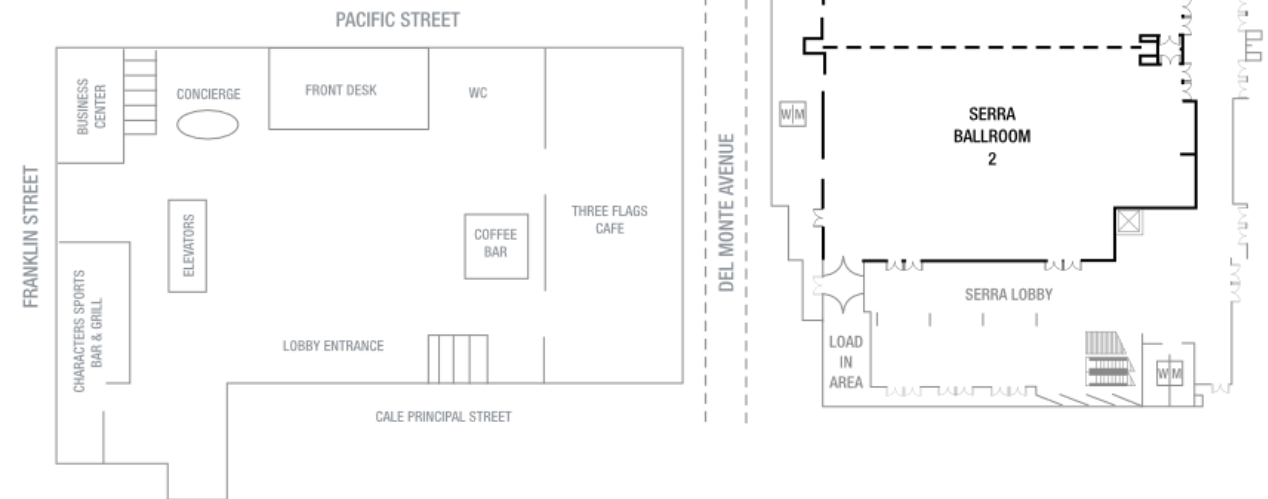 PACIFIC STREET
BUSINESS
CENTER
CONCIERGE
FRONT DESK
WC
FRANKLIN STREET
ELEVATORS
COFFEE
BAR
THREE FLAGS
CAFE
CHARACTERS SPORTS
BAR & GRILL
LOBBY ENTRANCE
CALE PRINCIPAL STREET
DEL MONTE AVENUE
W M
SERRA
BALLROOM
2
SERRA LOBBY
LOAD
IN
AREA
W M